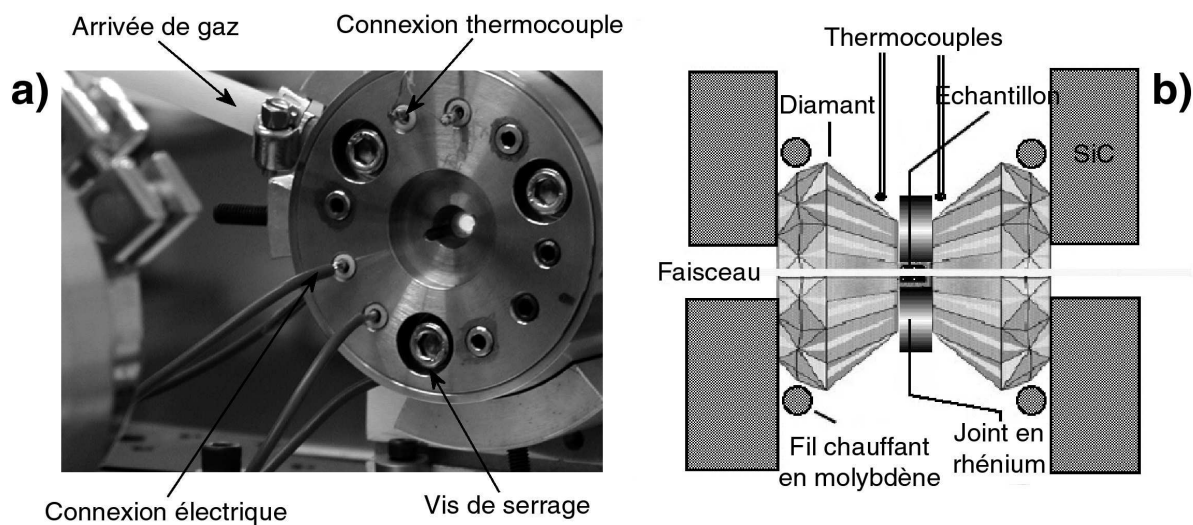 a)
Arrivée de gaz
Connexion thermocouple
Connexion électrique
Vis de serrage
b)
Thermocouples
Diamant
Echantillon
SiC
Faisceau
Fil chauffant
en molybdène
Joint en
rhénium